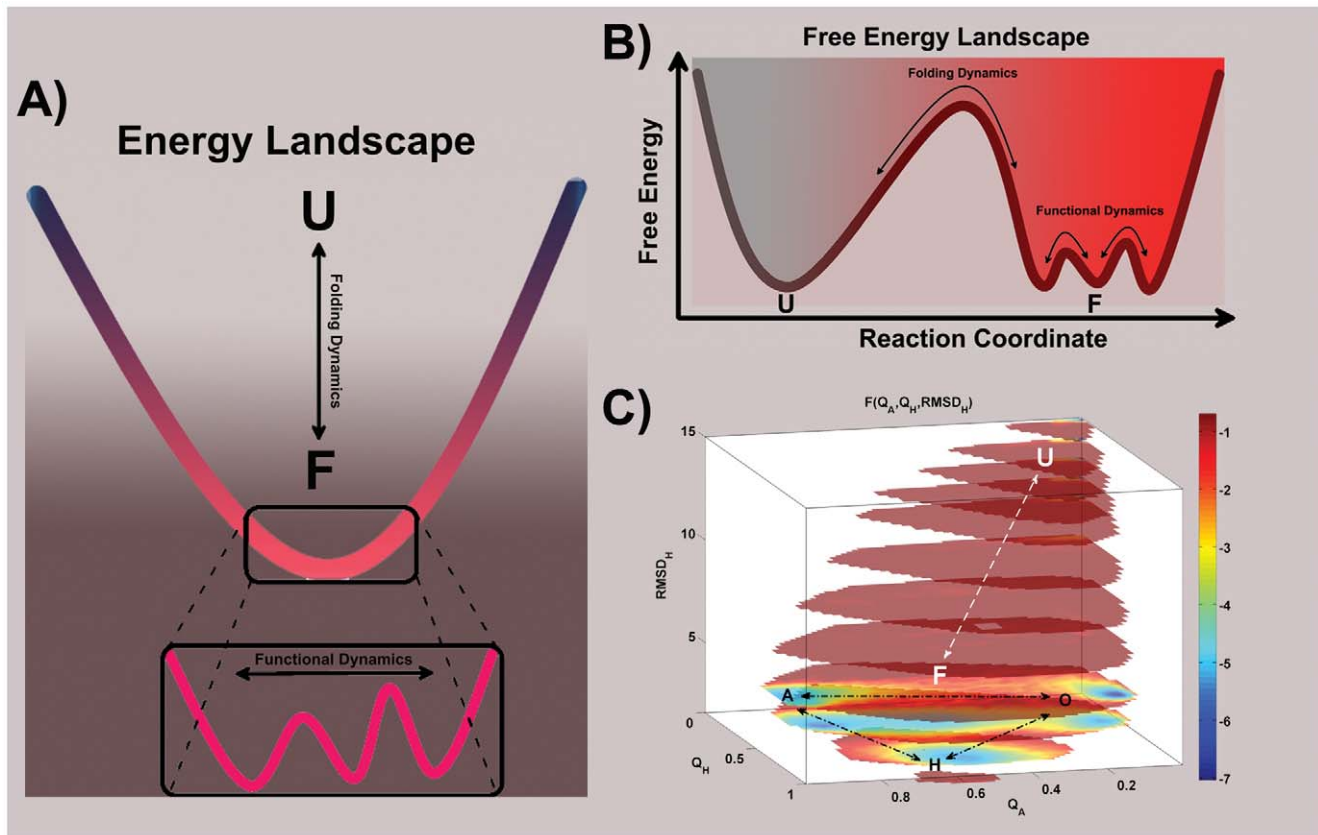 A)
Energy Landscape
U
Folding Dynamics
F
Functional Dynamics
B)
Free Energy Landscape
Folding Dynamics
Functional Dynamics
Free Energy
U
F
Reaction Coordinate
C)
F(Q_A,Q_H,RMSD_H)
15
10
5
0
RMSD_H
U
F
A
O
H
0.5
1
Q_H
0.8
0.6
0.4
0.2
Q_A
-1
-2
-3
-4
-5
-6
-7